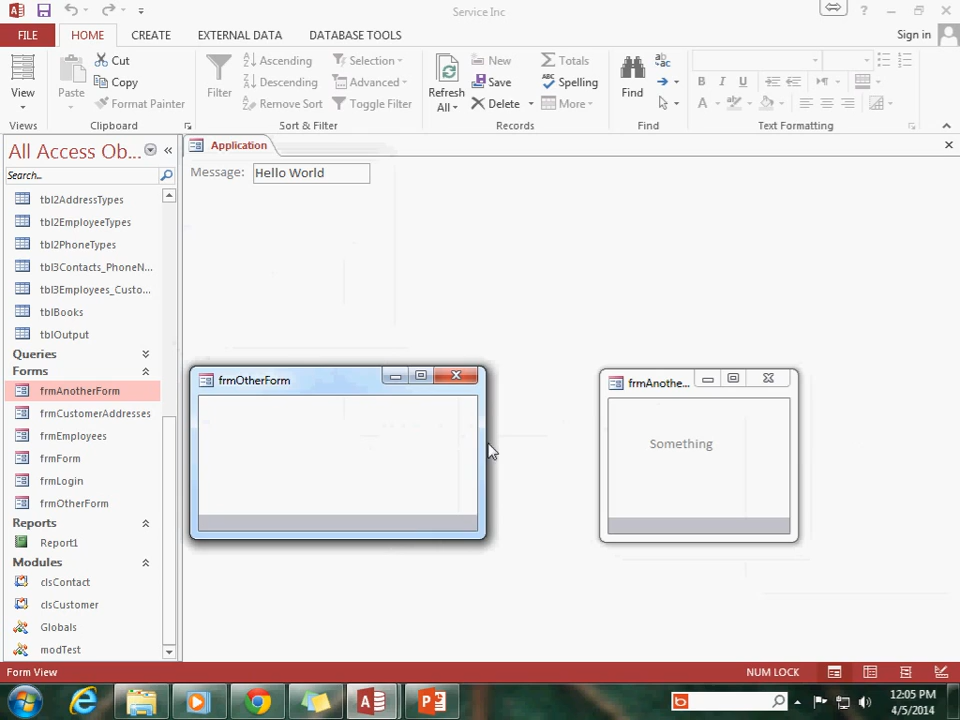 Service Inc
?
FILE
HOME
CREATE
EXTERNAL DATA
DATABASE TOOLS
Sign in
View
Paste
Cut
Copy
Format Painter
Filter
Ascending
Descending
Remove Sort
Selection
Advanced
Toggle Filter
Refresh
All
New
Save
Delete
Totals
Spelling
More
Find
B I U
A
Views
Clipboard
Sort & Filter
Records
Find
Text Formatting
All Access Ob...
Search...
tbl2AddressTypes
tbl2EmployeeTypes
tbl2PhoneTypes
tbl3Contacts_PhoneN...
tbl3Employees_Custo...
tblBooks
tblOutput
Queries
Forms
frmAnotherForm
frmCustomerAddresses
frmEmployees
frmForm
frmLogin
frmOtherForm
Reports
Report1
Modules
clsContact
clsCustomer
Globals
modTest
Application
Message: Hello World
frmOtherForm
frmAnothe...
Something
Form View
NUM LOCK
12:05 PM
4/5/2014